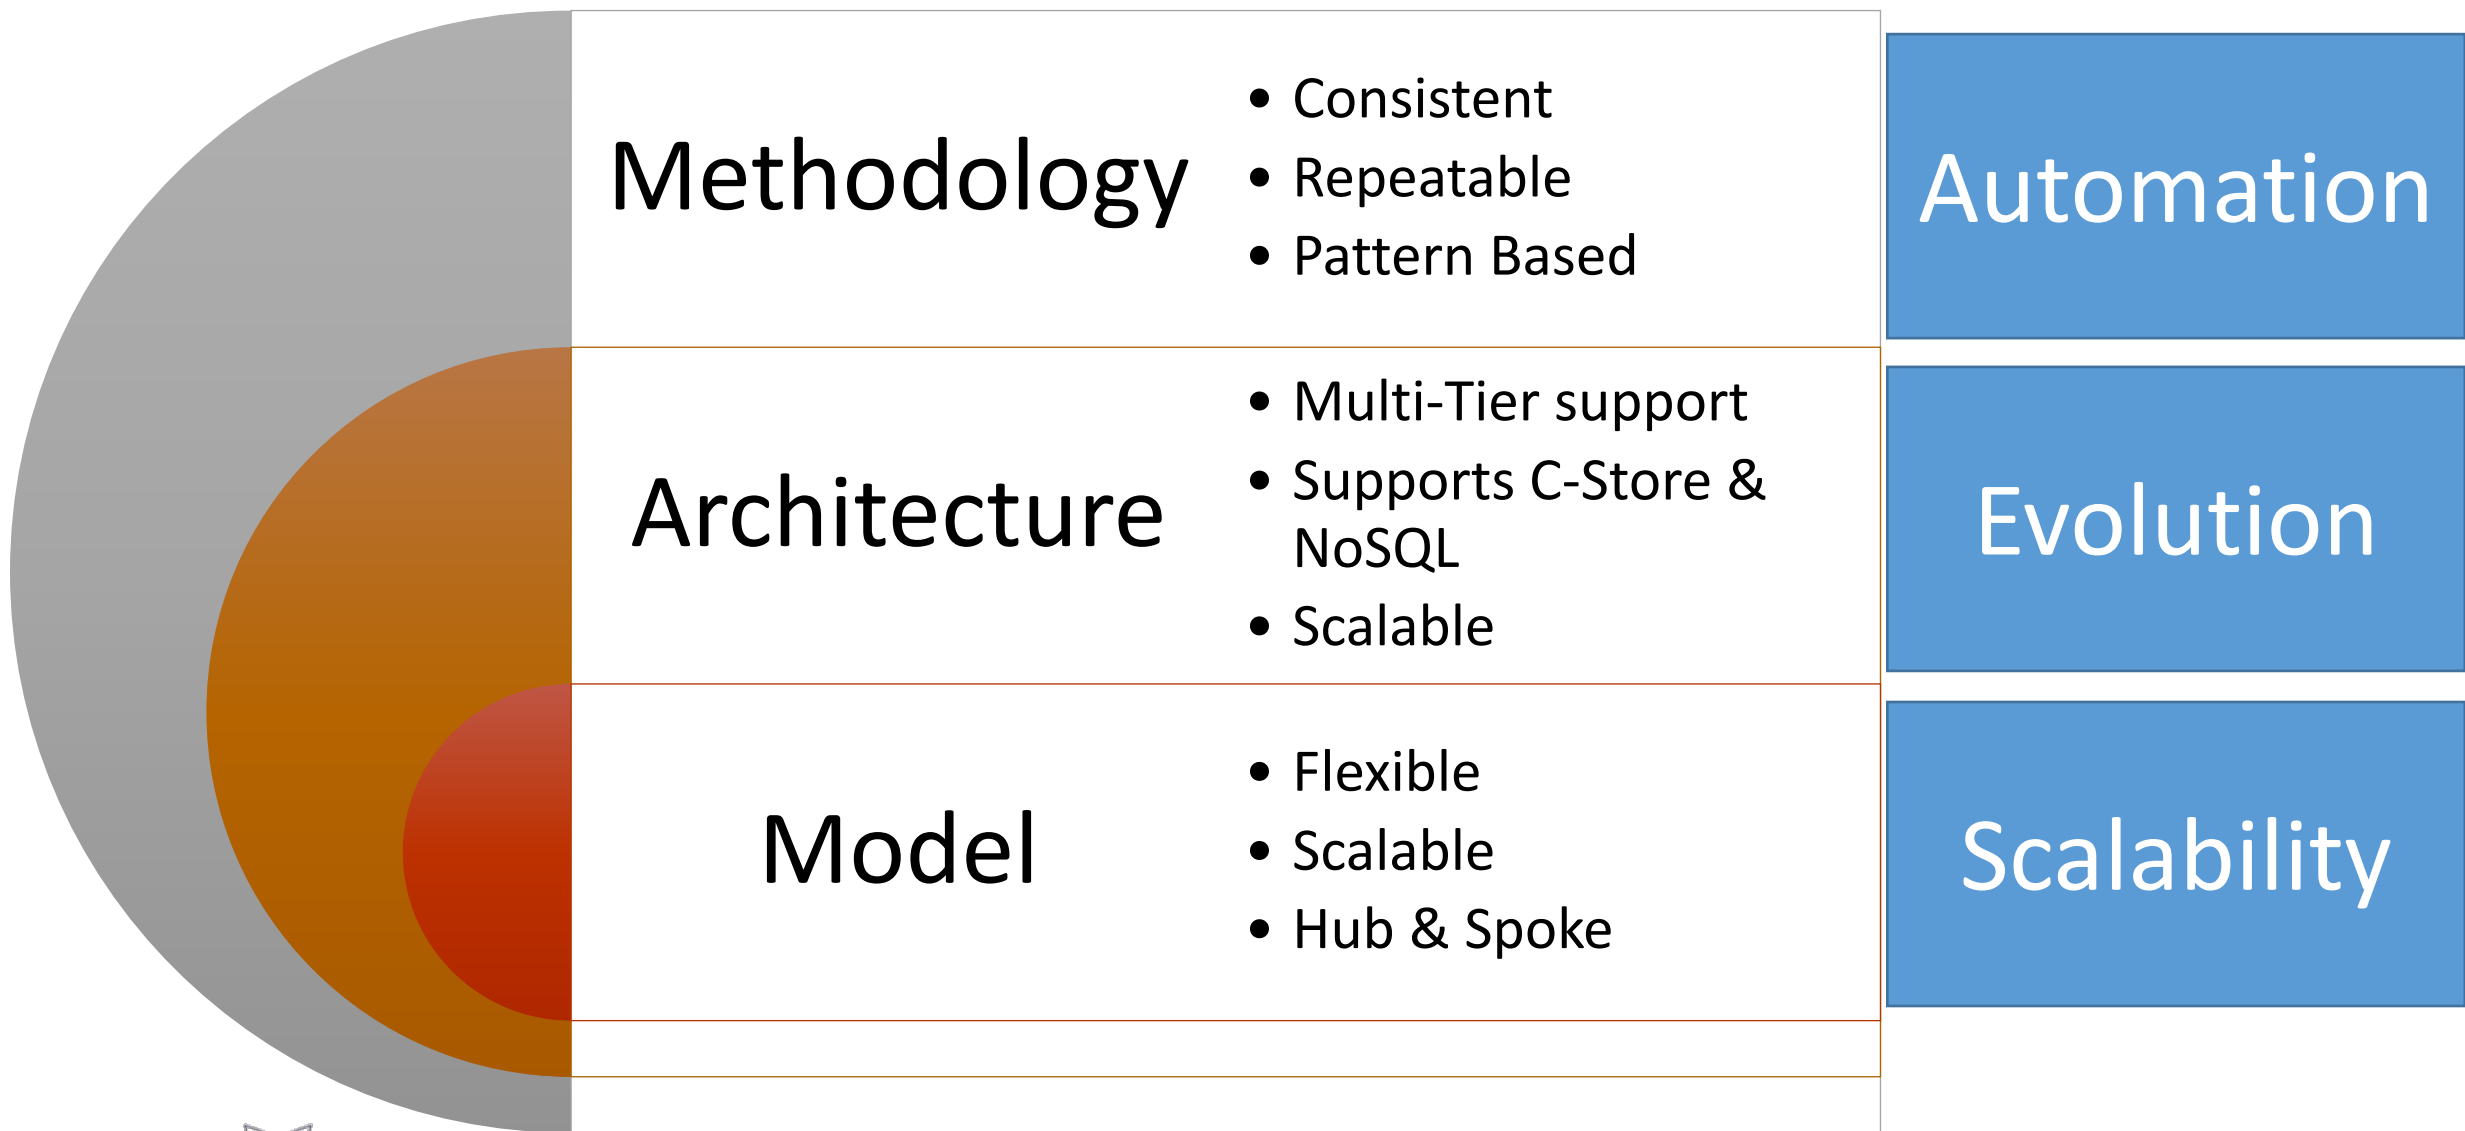 Methodology
• Consistent
• Repeatable
• Pattern Based
Automation
Architecture
• Multi-Tier support
• Supports C-Store &
NoSQL
• Scalable
Evolution
Model
• Flexible
• Scalable
• Hub & Spoke
Scalability